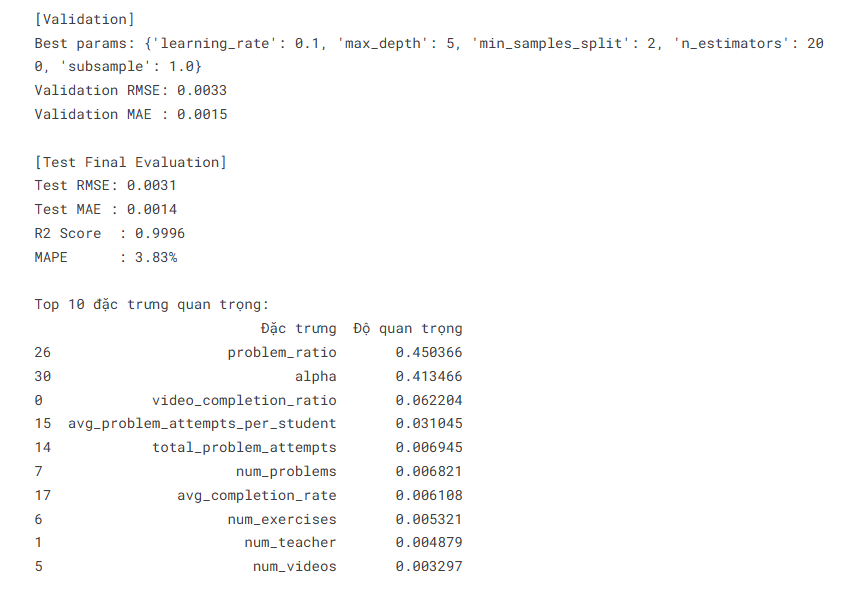 [Validation]
Best params: {'learning_rate': 0.1, 'max_depth': 5, 'min_samples_split': 2, 'n_estimators': 20
0, 'subsample': 1.0}
Validation RMSE: 0.0033
Validation MAE : 0.0015
[Test Final Evaluation]
Test RMSE: 0.0031
Test MAE : 0.0014
R2 Score  : 0.9996
MAPE      : 3.83%
Top 10 đặc trưng quan trọng:
Đặc trưng  Độ quan trọng
26 problem_ratio 0.450366
30 alpha 0.413466
0 video_completion_ratio 0.062204
15 avg_problem_attempts_per_student 0.031045
14 total_problem_attempts 0.006945
7 num_problems 0.006821
17 avg_completion_rate 0.006108
6 num_exercises 0.005321
1 num_teacher 0.004879
5 num_videos 0.003297